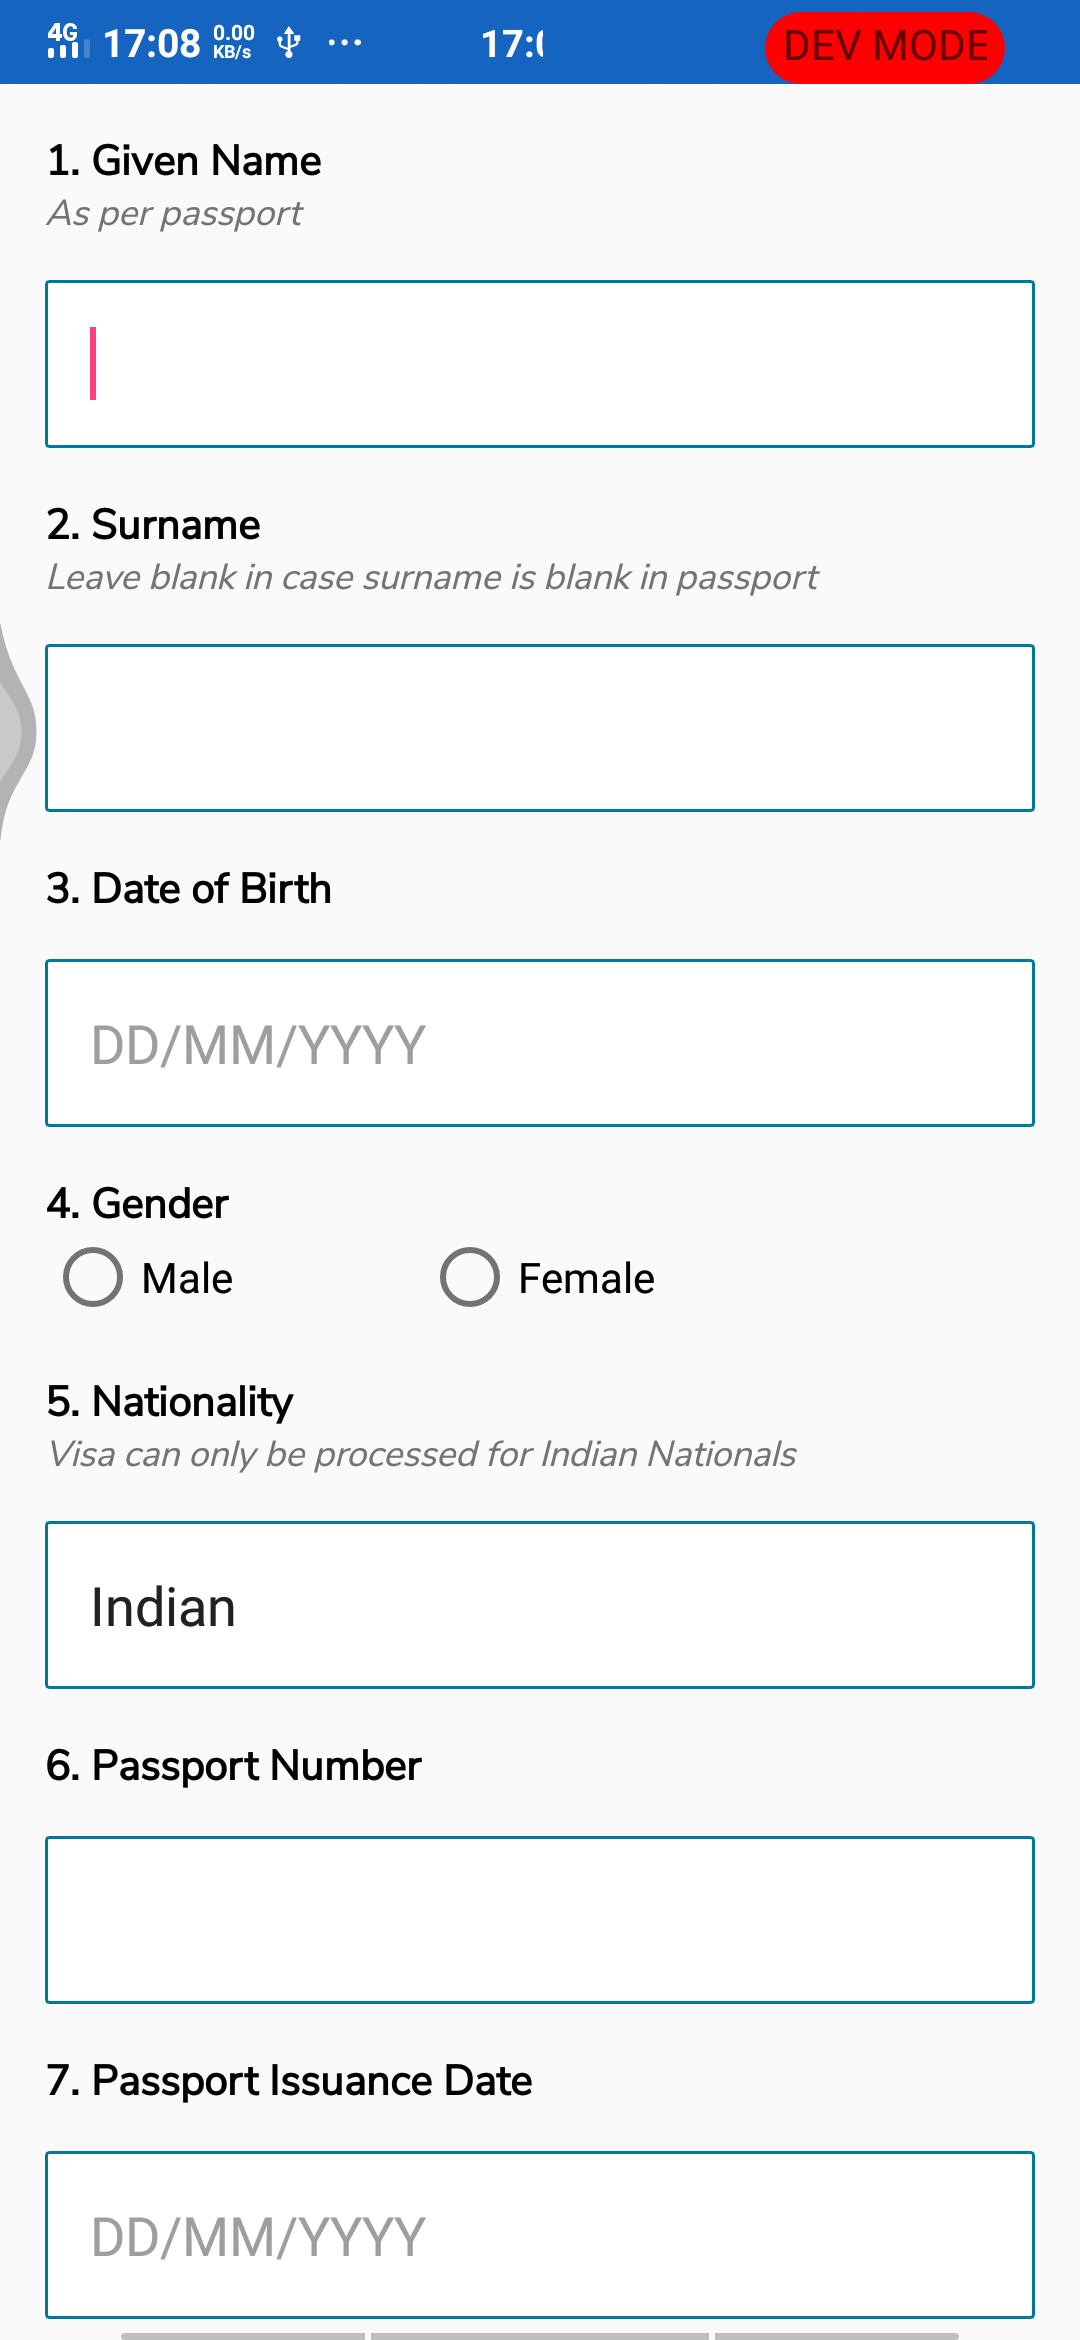 4G 17:08 0.00 KB/s ... 17:0 DEV MODE
1. Given Name
As per passport
2. Surname
Leave blank in case surname is blank in passport
3. Date of Birth
DD/MM/YYYY
4. Gender
Male Female
5. Nationality
Visa can only be processed for Indian Nationals
Indian
6. Passport Number
7. Passport Issuance Date
DD/MM/YYYY